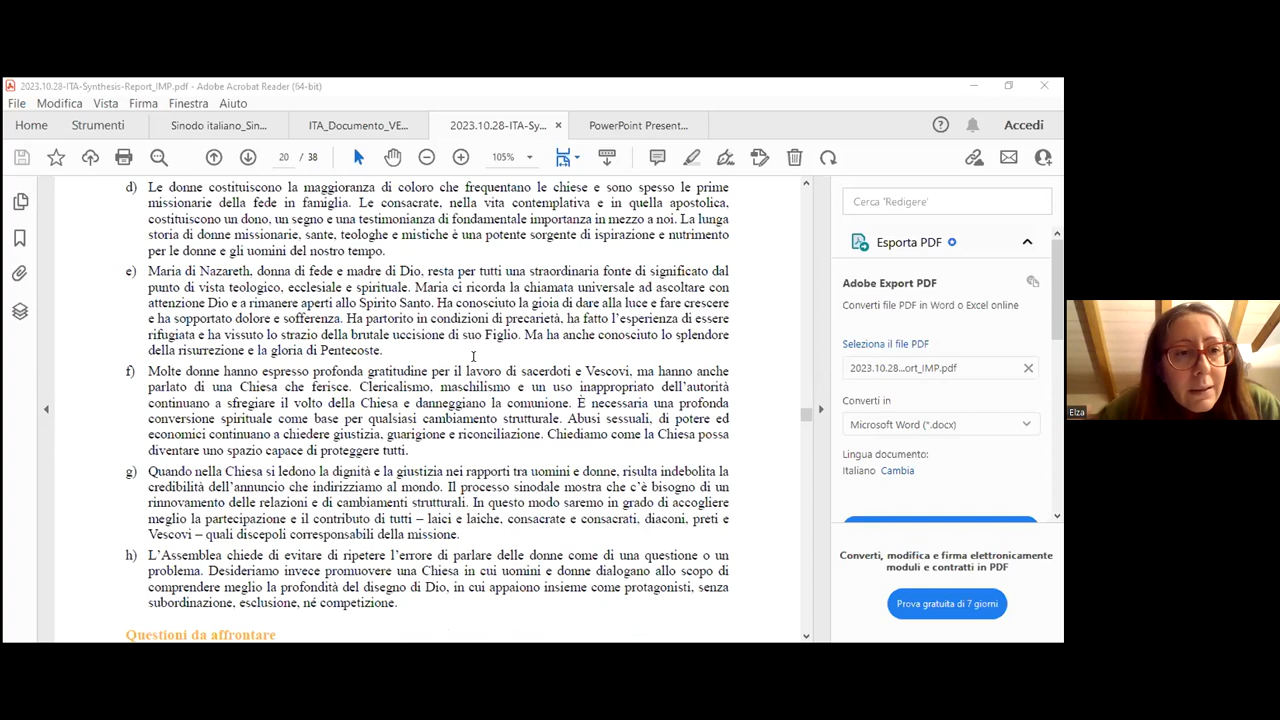 2023.10.28-ITA-Synthesis-Report_IMP.pdf - Adobe Acrobat Reader (64-bit)
File Modifica Vista Firma Finestra Aiuto
Home Strumenti Sinodo italiano_Sin... ITA_Documento_VE... 2023.10.28-ITA-Sy... PowerPoint Present... Accedi
20 / 38 105%
d) Le donne costituiscono la maggioranza di coloro che frequentano le chiese e sono spesso le prime
missionarie della fede in famiglia. Le consacrate, nella vita contemplativa e in quella apostolica,
costituiscono un dono, un segno e una testimonianza di fondamentale importanza in mezzo a noi. La lunga
storia di donne missionarie, sante, teologhe e mistiche è una potente sorgente di ispirazione e nutrimento
per le donne e gli uomini del nostro tempo.
e) Maria di Nazareth, donna di fede e madre di Dio, resta per tutti una straordinaria fonte di significato dal
punto di vista teologico, ecclesiale e spirituale. Maria ci ricorda la chiamata universale ad ascoltare con
attenzione Dio e a rimanere aperti allo Spirito Santo. Ha conosciuto la gioia di dare alla luce e fare crescere
e ha sopportato dolore e sofferenza. Ha partorito in condizioni di precarietà, ha fatto l'esperienza di essere
rifugiata e ha vissuto lo strazio della brutale uccisione di suo Figlio. Ma ha anche conosciuto lo splendore
della risurrezione e la gloria di Pentecoste.
f) Molte donne hanno espresso profonda gratitudine per il lavoro di sacerdoti e Vescovi, ma hanno anche
parlato di una Chiesa che ferisce. Clericalismo, maschilismo e un uso inappropriato dell'autorità
continuano a sfregiare il volto della Chiesa e danneggiano la comunione. È necessaria una profonda
conversione spirituale come base per qualsiasi cambiamento strutturale. Abusi sessuali, di potere ed
economici continuano a chiedere giustizia, guarigione e riconciliazione. Chiediamo come la Chiesa possa
diventare uno spazio capace di proteggere tutti.
g) Quando nella Chiesa si ledono la dignità e la giustizia nei rapporti tra uomini e donne, risulta indebolita la
credibilità dell'annuncio che indirizziamo al mondo. Il processo sinodale mostra che c'è bisogno di un
rinnovamento delle relazioni e di cambiamenti strutturali. In questo modo saremo in grado di accogliere
meglio la partecipazione e il contributo di tutti – laici e laiche, consacrate e consacrati, diaconi, preti e
Vescovi – quali discepoli corresponsabili della missione.
h) L'Assemblea chiede di evitare di ripetere l'errore di parlare delle donne come di una questione o un
problema. Desideriamo invece promuovere una Chiesa in cui uomini e donne dialogano allo scopo di
comprendere meglio la profondità del disegno di Dio, in cui appaiono insieme come protagonisti, senza
subordinazione, esclusione, né competizione.
Questioni da affrontare
Cerca 'Redigere'
Esporta PDF
Adobe Export PDF
Converti file PDF in Word o Excel online
Seleziona il file PDF
2023.10.28...ort_IMP.pdf
Converti in
Microsoft Word (*.docx)
Lingua documento:
Italiano Cambia
Converti, modifica e firma elettronicamente
moduli e contratti in PDF
Prova gratuita di 7 giorni
Elza